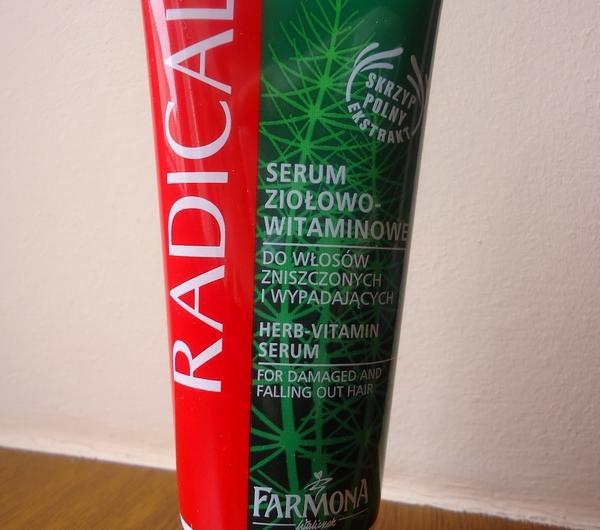 RADICAL
SKRZYP
POLNY
EKSTRAKT
SERUM
ZIOŁOWO-
WITAMINOWE
DO WŁOSÓW
ZNISZCZONYCH
I WYPADAJĄCYCH
HERB-VITAMIN
SERUM
FOR DAMAGED AND
FALLING OUT HAIR
FARMONA